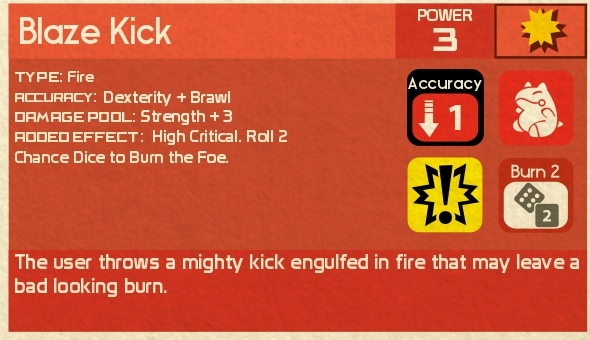 Blaze Kick
POWER
3
TYPE: Fire
ACCURACY: Dexterity + Brawl
DAMAGE POOL: Strength + 3
ADDED EFFECT: High Critical. Roll 2
Chance Dice to Burn the Foe.
Accuracy
1
!
Burn 2
2
The user throws a mighty kick engulfed in fire that may leave a
bad looking burn.